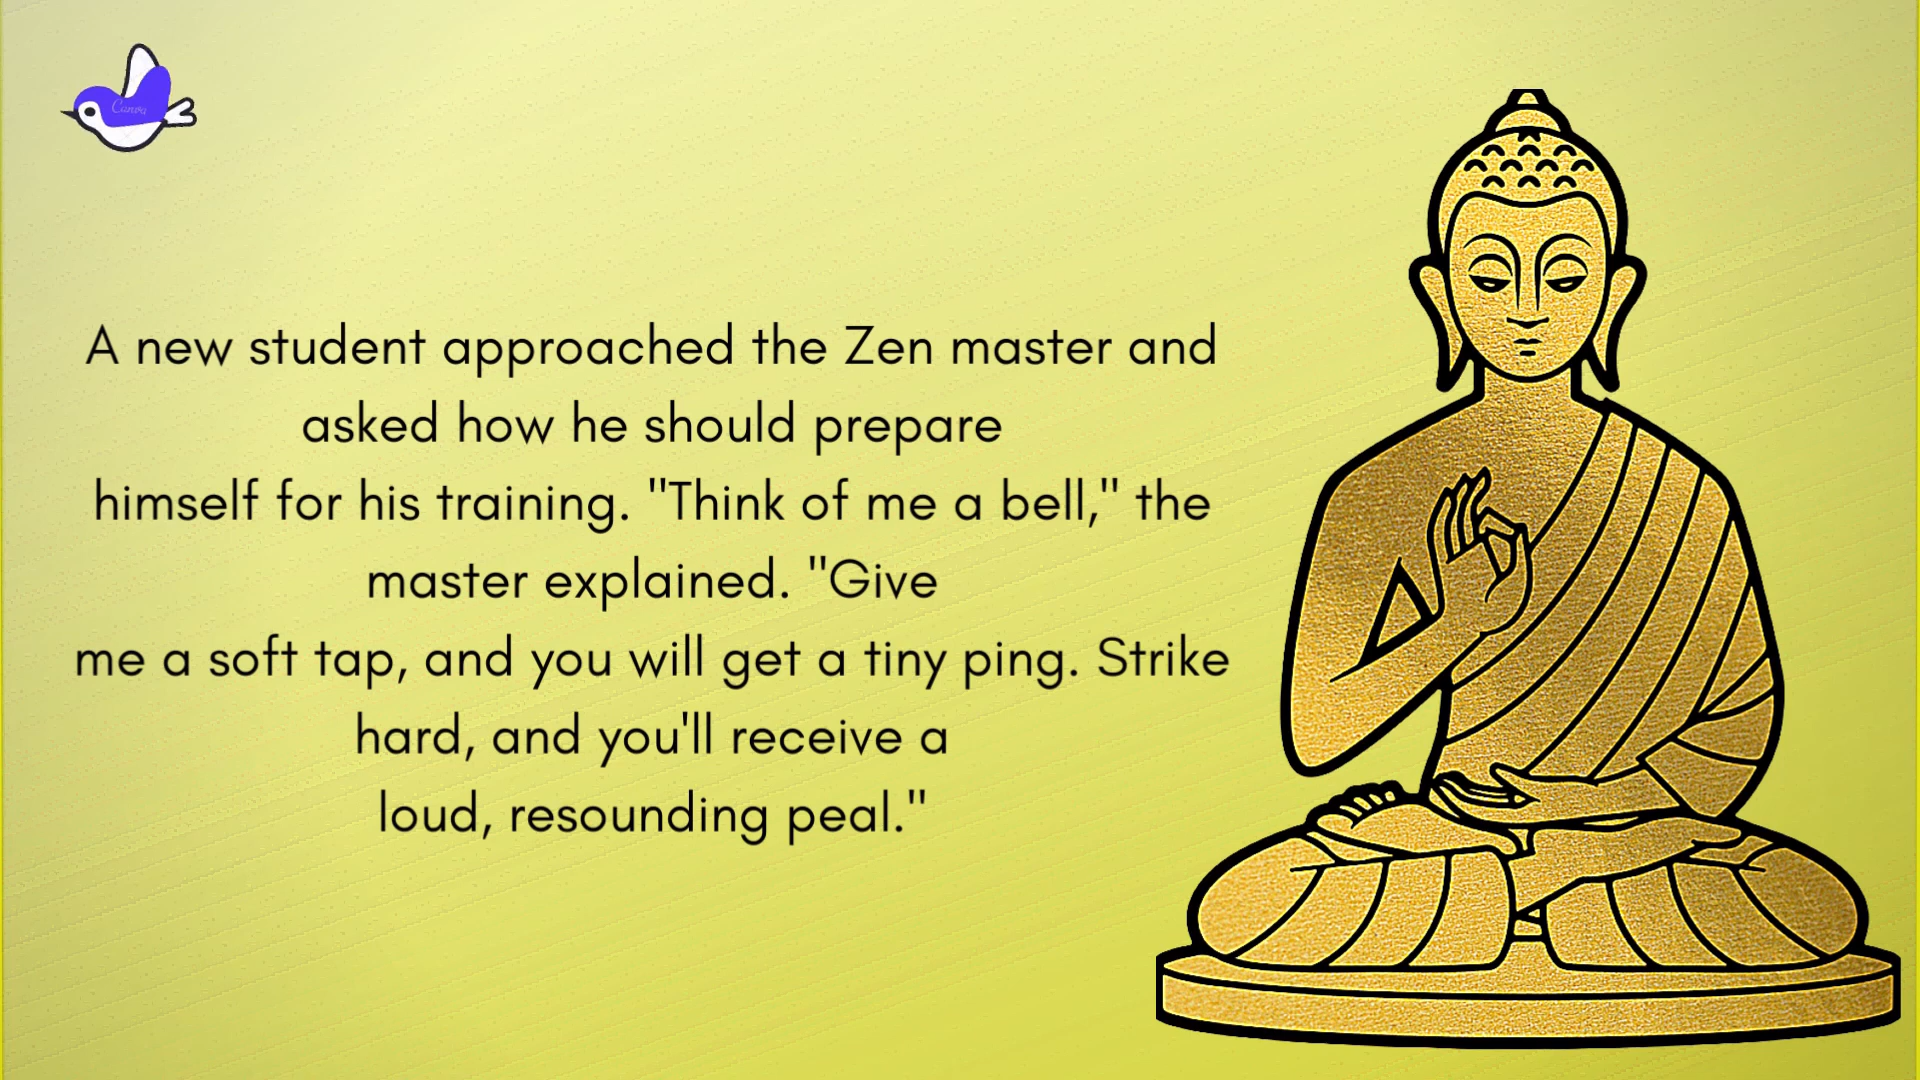 Canva
A new student approached the Zen master and
asked how he should prepare
himself for his training. "Think of me a bell," the
master explained. "Give
me a soft tap, and you will get a tiny ping. Strike
hard, and you'll receive a
loud, resounding peal."